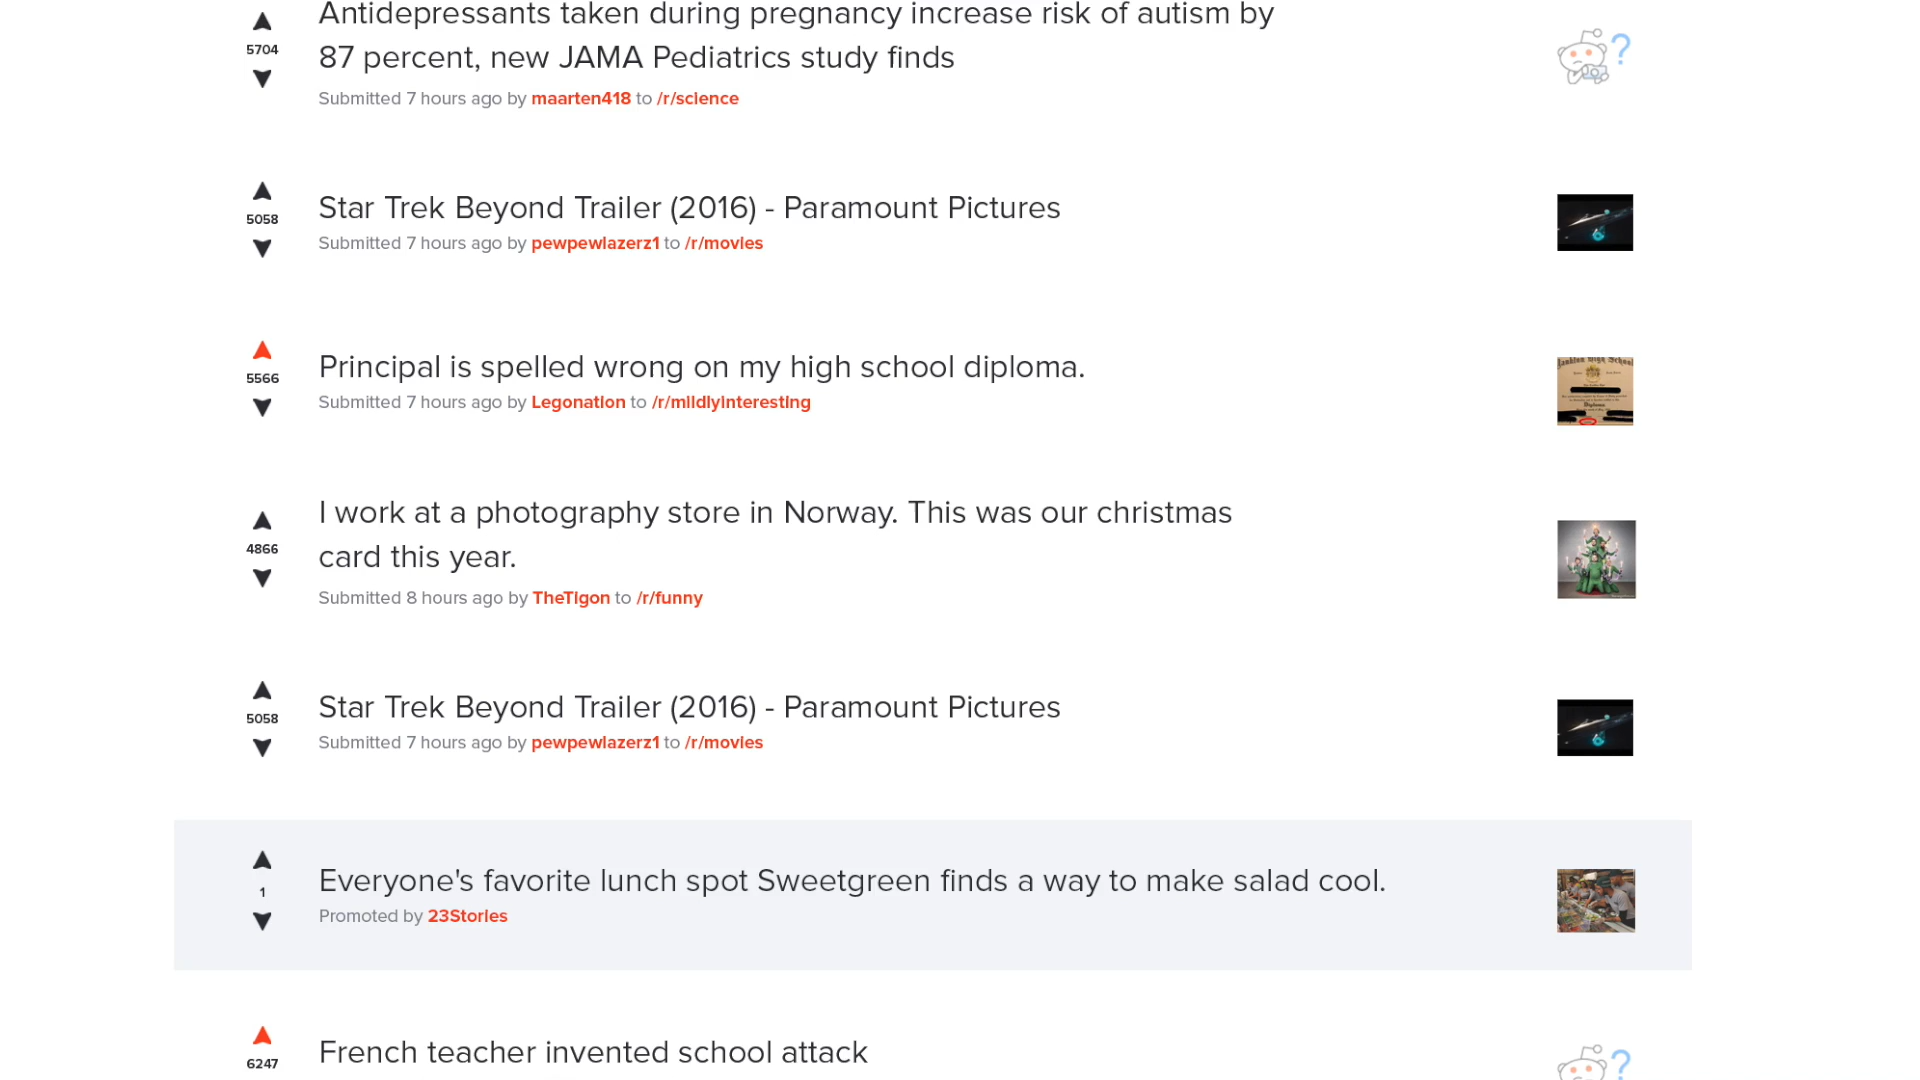 Antidepressants taken during pregnancy increase risk of autism by
5704
87 percent, new JAMA Pediatrics study finds
Submitted 7 hours ago by maarten418 to /r/science
Star Trek Beyond Trailer (2016) - Paramount Pictures
5058
Submitted 7 hours ago by pewpewlazerz1 to /r/movies
Principal is spelled wrong on my high school diploma.
5566
Submitted 7 hours ago by Legonation to /r/mildlyinteresting
I work at a photography store in Norway. This was our christmas
4866
card this year.
Submitted 8 hours ago by TheTigon to /r/funny
Star Trek Beyond Trailer (2016) - Paramount Pictures
5058
Submitted 7 hours ago by pewpewlazerz1 to /r/movies
Everyone's favorite lunch spot Sweetgreen finds a way to make salad cool.
1
Promoted by 23Stories
French teacher invented school attack
6247